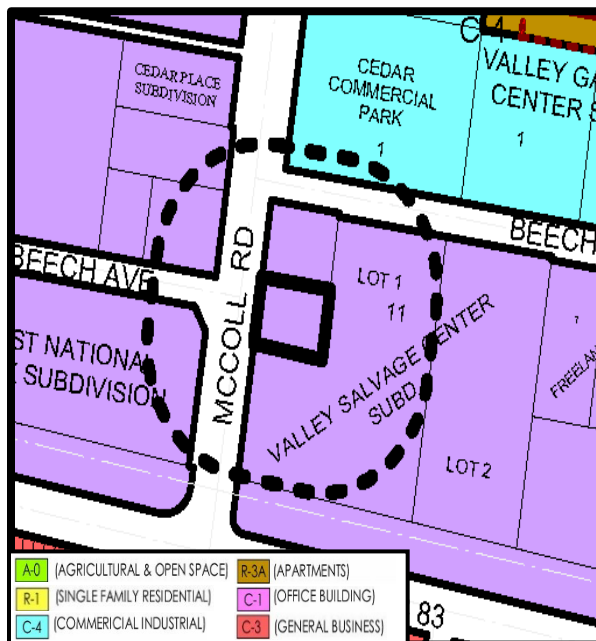 C-4
CEDAR PLACE
SUBDIVISION
CEDAR
COMMERCIAL
PARK
1
VALLEY GA
CENTER S
1
BEECH
BEECH AVE
MCCOLL RD
LOT 1
11
VALLEY SALVAGE CENTER
SUBD.
1
FREELAN
ST NATIONAL
SUBDIVISION
LOT 2
83
A-0 (AGRICULTURAL & OPEN SPACE)
R-1 (SINGLE FAMILY RESIDENTIAL)
C-4 (COMMERICIAL INDUSTRIAL)
R-3A (APARTMENTS)
C-1 (OFFICE BUILDING)
C-3 (GENERAL BUSINESS)